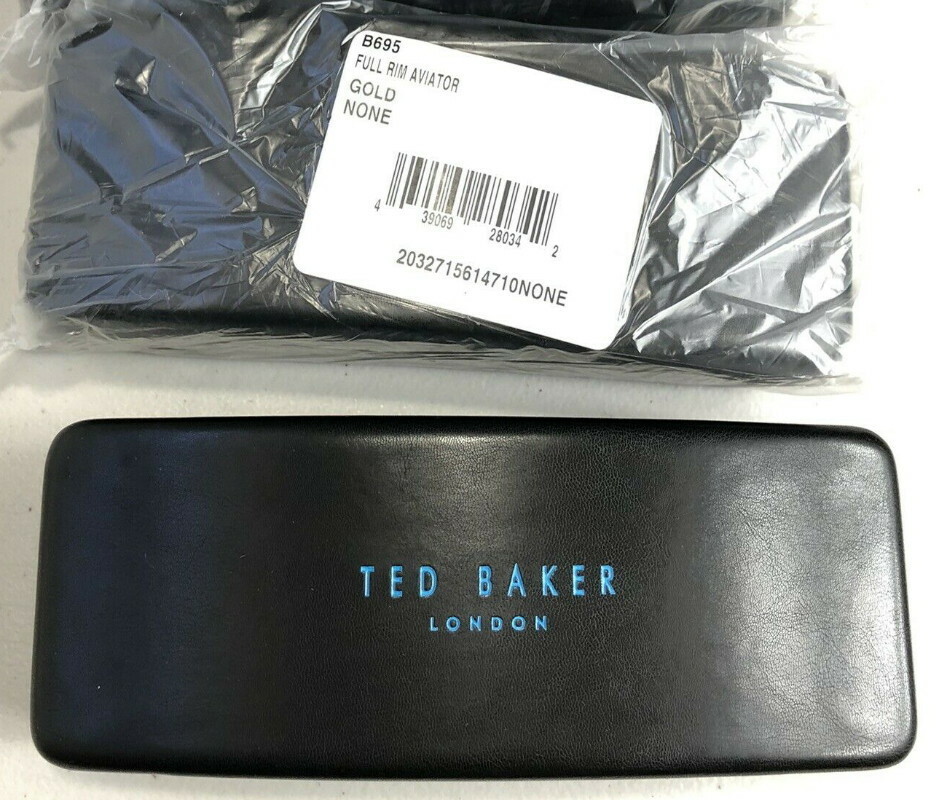 B695
FULL RIM AVIATOR
GOLD
NONE
4 39069 28034 2
2032715614710NONE
TED BAKER
LONDON